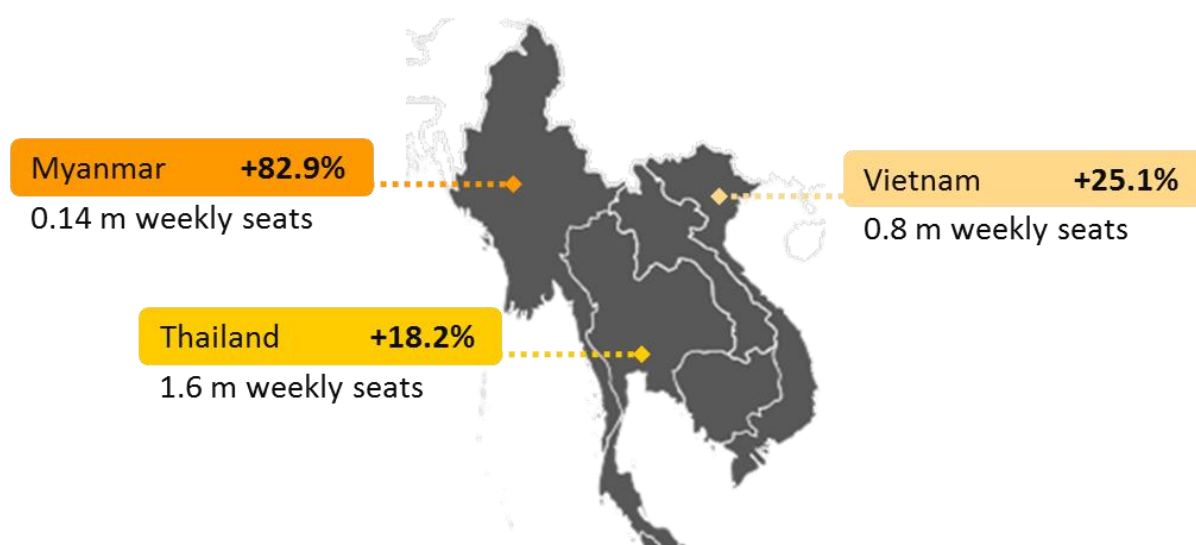 Myanmar +82.9%
0.14 m weekly seats
Vietnam +25.1%
0.8 m weekly seats
Thailand +18.2%
1.6 m weekly seats